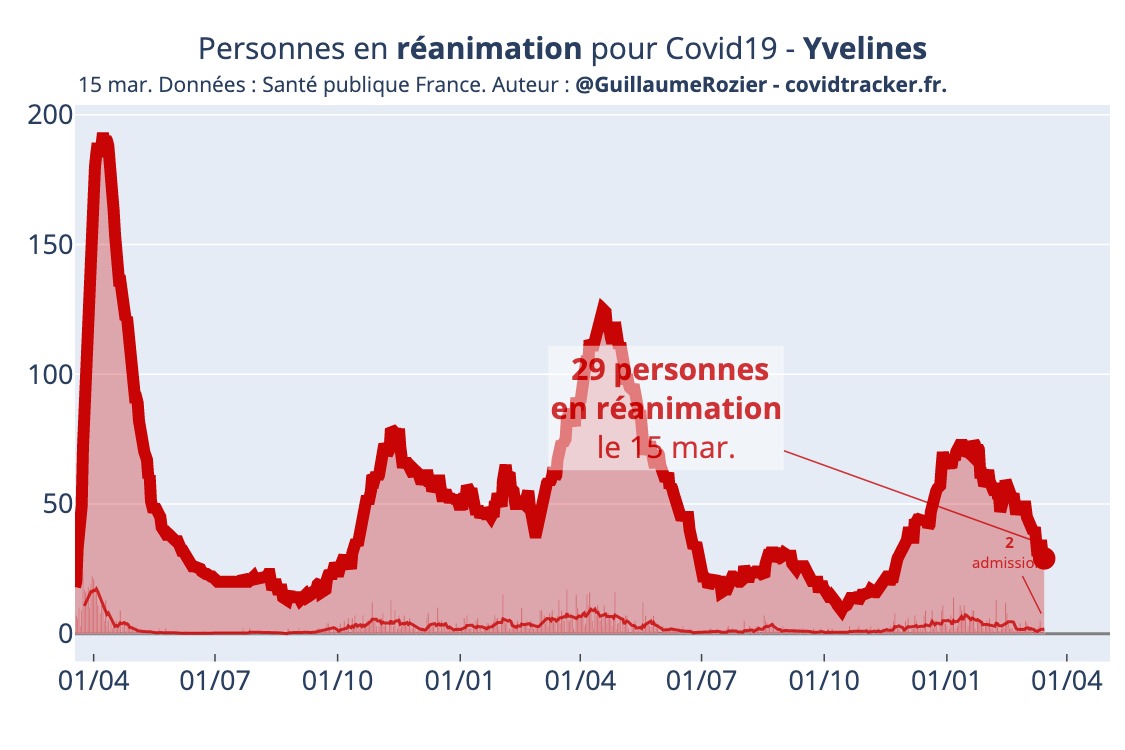 Personnes en réanimation pour Covid19 - Yvelines
15 mar. Données : Santé publique France. Auteur : @GuillaumeRozier - covidtracker.fr.
200
150
100
50
0
29 personnes
en réanimation
le 15 mar.
2
admissio
01/04
01/07
01/10
01/01
01/04
01/07
01/10
01/01
01/04